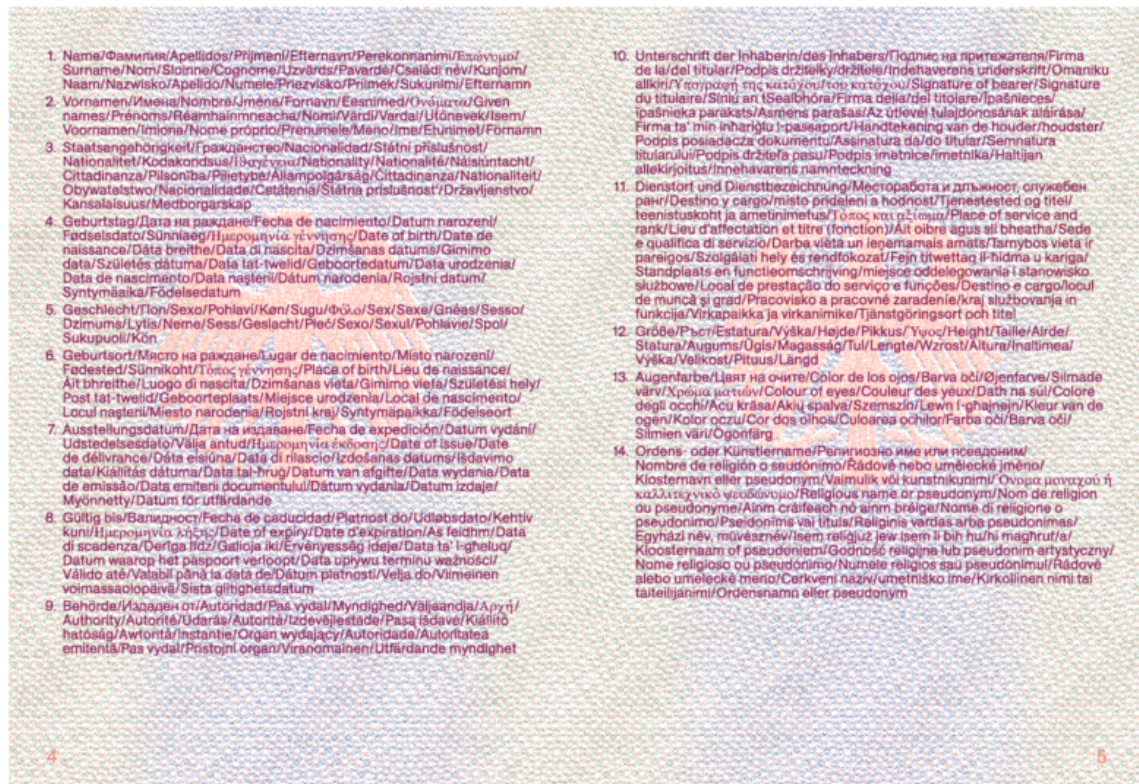 1. Name/Фамилия/Apellidos/Příjmení/Efternavn/Perekonnanimi/Επώνυμο/
Surname/Nom/Sloinne/Cognome/Uzvārds/Pavardė/Családi név/Kunjom/
Naam/Nazwisko/Apelido/Numele/Priezvisko/Priimek/Sukunimi/Efternamn
2. Vornamen/Имена/Nombre/Jména/Fornavn/Eesnimed/Ονόματα/Given
names/Prénoms/Réamhainmneacha/Nomi/Vārdi/Vardai/Utónevek/Isem/
Voornamen/Imiona/Nome próprio/Prenumele/Meno/Ime/Etunimet/Förnamn
3. Staatsangehörigkeit/Гражданство/Nacionalidad/Státní příslušnost/
Nationalitet/Kodakondsus/Ιθαγένεια/Nationality/Nationalité/Náisiúntacht/
Cittadinanza/Pilsonība/Pilietybė/Állampolgárság/Ċittadinanza/Nationaliteit/
Obywatelstwo/Nacionalidade/Cetăţenia/Štátna príslušnosť/Državljanstvo/
Kansalaisuus/Medborgarskap
4. Geburtstag/Дата на раждане/Fecha de nacimiento/Datum narození/
Fødselsdato/Sünniaeg/Ημερομηνία γέννησης/Date of birth/Date de
naissance/Dáta breithe/Data di nascita/Dzimšanas datums/Gimimo
data/Születés dátuma/Data tat-twelid/Geboortedatum/Data urodzenia/
Data de nascimento/Data naşterii/Dátum narodenia/Rojstni datum/
Syntymäaika/Födelsedatum
5. Geschlecht/Пол/Sexo/Pohlaví/Køn/Sugu/Φύλο/Sex/Sexe/Gnéas/Sesso/
Dzimums/Lytis/Neme/Sess/Geslacht/Płeć/Sexo/Sexul/Pohlavie/Spol/
Sukupuoli/Kön
6. Geburtsort/Място на раждане/Lugar de nacimiento/Místo narození/
Fødested/Sünnikoht/Τόπος γέννησης/Place of birth/Lieu de naissance/
Áit bhreithe/Luogo di nascita/Dzimšanas vieta/Gimimo vieta/Születési hely/
Post tat-twelid/Geboorteplaats/Miejsce urodzenia/Local de nascimento/
Locul naşterii/Miesto narodenia/Rojstni kraj/Syntymäpaikka/Födelseort
7. Ausstellungsdatum/Дата на издаване/Fecha de expedición/Datum vydání/
Udstedelsesdato/Välja antud/Ημερομηνία έκδοσης/Date of issue/Date
de délivrance/Dáta eisiúna/Data di rilascio/Izdošanas datums/Išdavimo
data/Kiállítás dátuma/Data tal-ħruġ/Datum van afgifte/Data wydania/Data
de emissão/Data emiterii documentului/Dátum vydania/Datum izdaje/
Myönnetty/Datum för utfärdande
8. Gültig bis/Валидност/Fecha de caducidad/Platnost do/Udløbsdato/Kehtiv
kuni/Ημερομηνία λήξης/Date of expiry/Date d'expiration/As feidhm/Data
di scadenza/Derīga līdz/Galioja iki/Érvényesség ideje/Data ta' l-għeluq/
Datum waarop het paspoort verloopt/Data upływu terminu ważności/
Válido até/Valabil până la data de/Dátum platnosti/Velja do/Viimeinen
voimassaolopäivä/Sista giltighetsdatum
9. Behörde/Издаден от/Autoridad/Pas vydal/Myndighed/Väljaandja/Αρχή/
Authority/Autorité/Údarás/Autorità/Izdevējiestāde/Pasą išdavė/Kiállító
hatóság/Awtorità/Instantie/Organ wydający/Autoridade/Autoritatea
emitentă/Pas vydal/Pristojni organ/Viranomainen/Utfärdande myndighet
4
10. Unterschrift der Inhaberin/des Inhabers/Подпис на притежателя/Firma
de la/del titular/Podpis držitelky/držitele/Indehaverens underskrift/Omaniku
allkiri/Υπογραφή της κατόχου/του κατόχου/Signature of bearer/Signature
du titulaire/Síniú an tSealbhóra/Firma della/del titolare/Īpašnieces/
īpašnieka paraksts/Asmens parašas/Az útlevél tulajdonosának aláírása/
Firma ta' min inħariġlu l-passaport/Handtekening van de houder/houdster/
Podpis posiadacza dokumentu/Assinatura da/do titular/Semnatura
titularului/Podpis držiteľa pasu/Podpis imetnice/imetnika/Haltijan
allekirjoitus/Innehavarens namnteckning
11. Dienstort und Dienstbezeichnung/Месторабота и длъжност, служебен
ранг/Destino y cargo/místo přidelení a hodnost/Tjenestested og titel/
teenistuskoht ja ametinimetus/Τόπος και αξίωμα/Place of service and
rank/Lieu d'affectation et titre (fonction)/Áit oibre agus slí bheatha/Sede
e qualifica di servizio/Darba vieta un ieņemamais amats/Tarnybos vieta ir
pareigos/Szolgálati hely és rendfokozat/Fejn titwettaq il-ħidma u kariga/
Standplaats en functieomschrijving/miejsce oddelegowania i stanowisko
służbowe/Local de prestação do serviço e funções/Destino e cargo/locul
de muncă şi grad/Pracovisko a pracovné zaradenie/kraj službovanja in
funkcija/Virkapaikka ja virkanimike/Tjänstgöringsort och titel
12. Größe/Ръст/Estatura/Výška/Højde/Pikkus/Ύψος/Height/Taille/Airde/
Statura/Augums/Ūgis/Magasság/Tul/Lengte/Wzrost/Altura/Inaltimea/
Výška/Velikost/Pituus/Längd
13. Augenfarbe/Цвят на очите/Color de los ojos/Barva očí/Øjenfarve/Silmade
värv/Χρώμα ματιών/Colour of eyes/Couleur des yeux/Dath na súl/Colore
degli occhi/Acu krāsa/Akių spalva/Szemszín/Lewn l-għajnejn/Kleur van de
ogen/Kolor oczu/Cor dos olhos/Culoarea ochilor/Farba očí/Barva oči/
Silmien väri/Ögonfärg
14. Ordens- oder Künstlername/Религиозно име или псевдоним/
Nombre de religión o seudónimo/Řádové nebo umělecké jméno/
Klosternavn eller pseudonym/Vaimulik või kunstnikunimi/Όνομα μοναχού ή
καλλιτεχνικό ψευδώνυμο/Religious name or pseudonym/Nom de religion
ou pseudonyme/Ainm cráifeach nó ainm bréige/Nome di religione o
pseudonimo/Pseidonīms vai tituls/Religinis vardas arba pseudonimas/
Egyházi név, művésznév/Isem reliġjuż jew isem li bih hu/hi magħruf/a/
Kloosternaam of pseudoniem/Godność religijna lub pseudonim artystyczny/
Nome religioso ou pseudónimo/Numele religios sau pseudonimul/Rádové
alebo umelecké meno/Cerkveni naziv/umetniško ime/Kirkollinen nimi tai
taiteilijanimi/Ordensnamn eller pseudonym
5